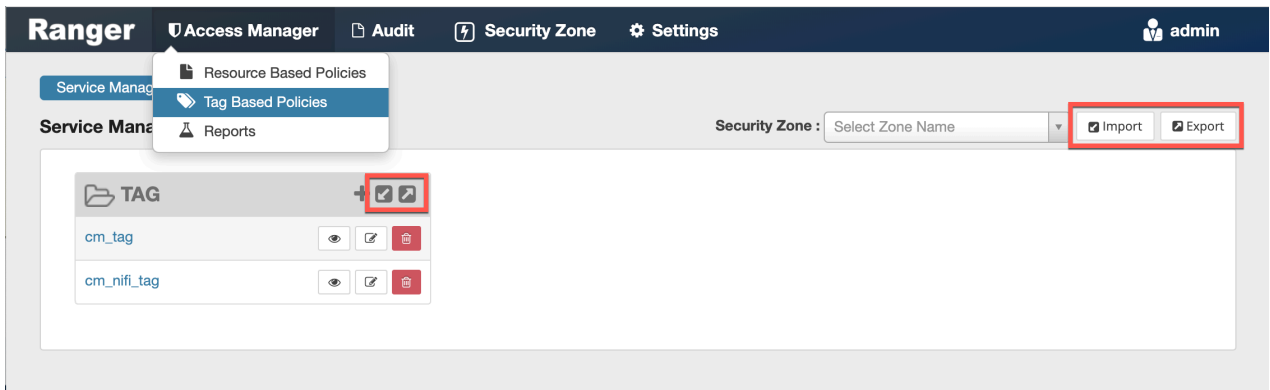 Ranger Access Manager Audit Security Zone Settings admin
Resource Based Policies
Service Manag
Tag Based Policies
Reports
Service Mana
Security Zone : Select Zone Name Import Export
TAG
cm_tag
cm_nifi_tag